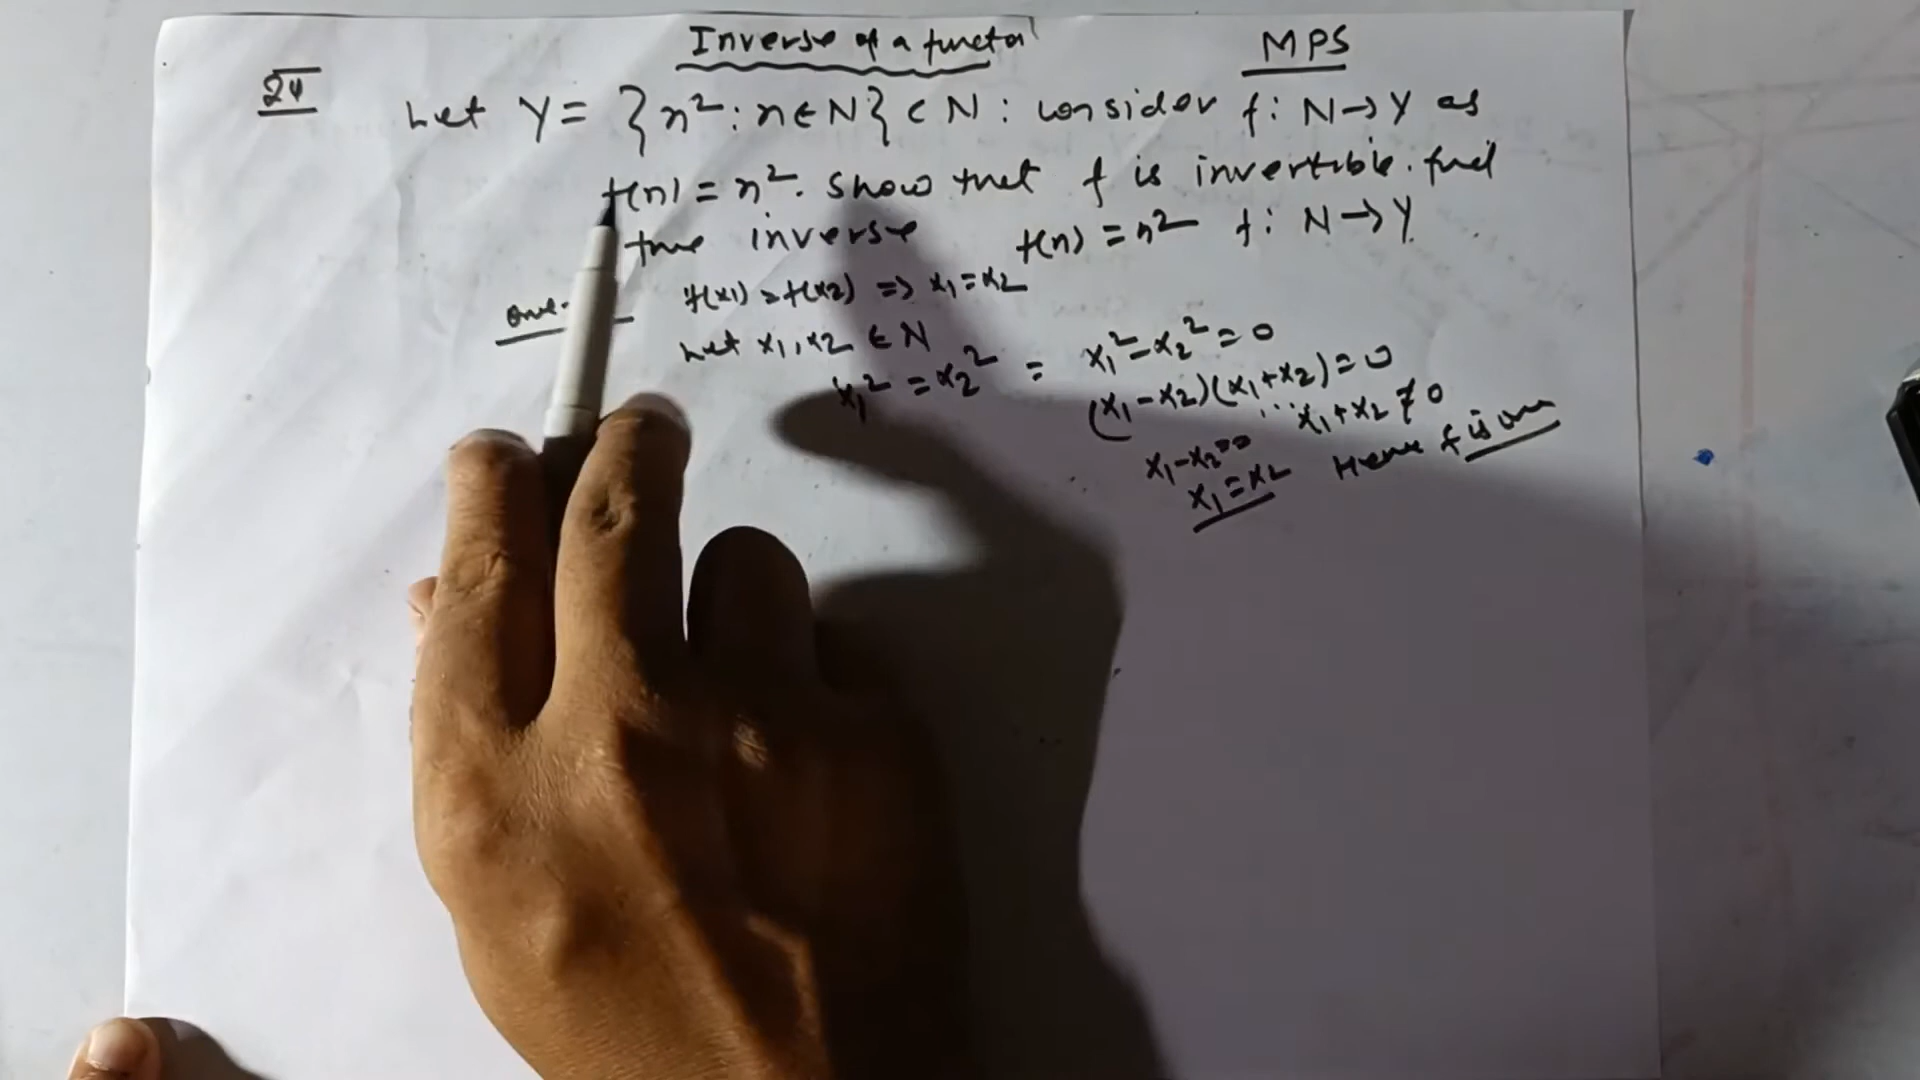 Inverse of a function
MPS
24
Let Y = {n²: n ∈ N} ⊂ N: consider f: N→Y as
f(n) = n². Show that f is invertible. find
the inverse
f(n) = n² f: N→Y
one-
f(x1) = f(x2) => x1 = x2
Let x1, x2 ∈ N
x1² = x2² = x1² - x2² = 0
(x1 - x2)(x1 + x2) = 0
∵ x1 + x2 ≠ 0
x1 - x2 = 0
x1 = x2 Hence f is one